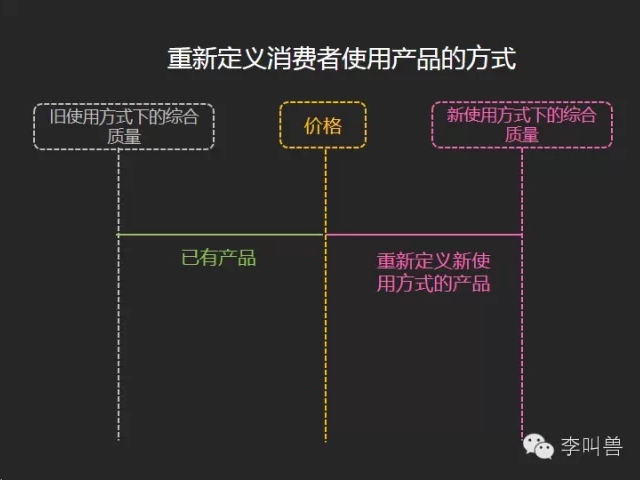 重新定义消费者使用产品的方式
旧使用方式下的综合
质量
价格
新使用方式下的综合
质量
已有产品
重新定义新使
用方式的产品
李叫兽